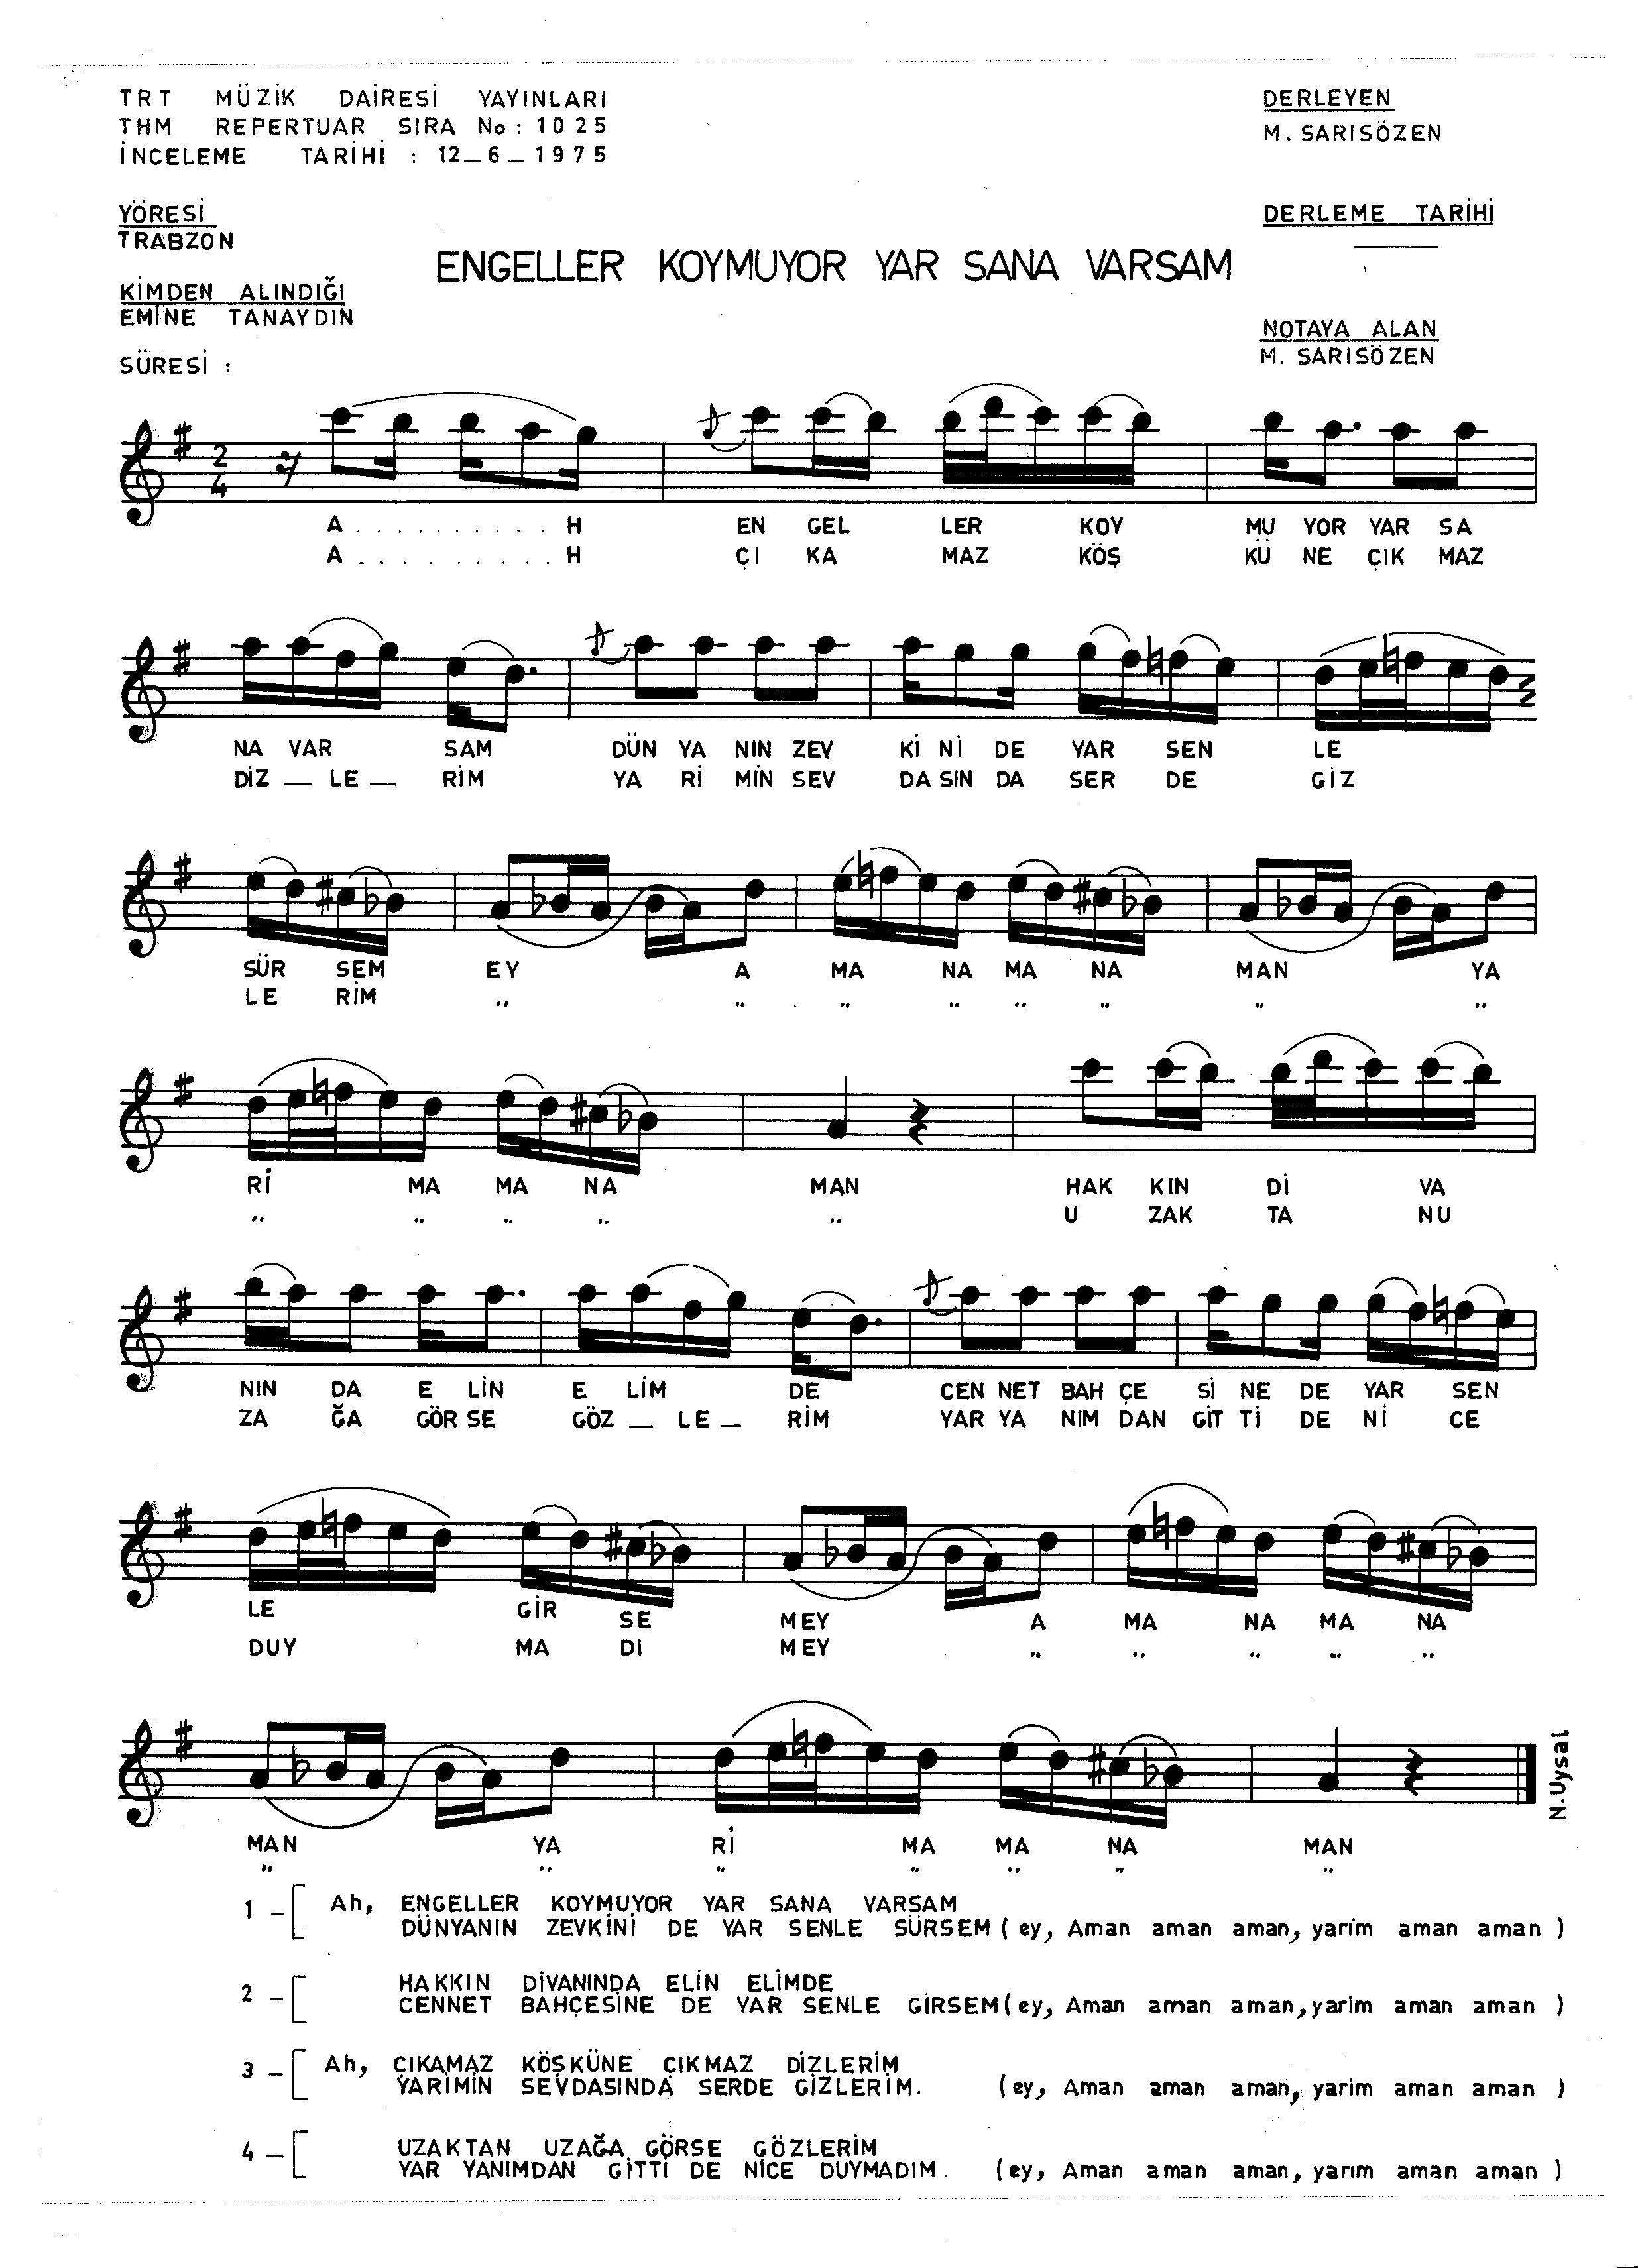 TRT MÜZİK DAİRESİ YAYINLARI
THM REPERTUAR SIRA No : 1025
İNCELEME TARİHİ : 12_6_1975
DERLEYEN
M. SARISÖZEN
YÖRESİ
TRABZON
DERLEME TARİHİ
ENGELLER KOYMUYOR YAR SANA VARSAM
KİMDEN ALINDIĞI
EMİNE TANAYDIN
NOTAYA ALAN
M. SARISÖZEN
SÜRESİ :
2
4
A . . . . . . . . . . H EN GEL LER KOY MU YOR YAR SA
A . . . . . . . . . . H ÇI KA MAZ KÖŞ KÜ NE ÇIK MAZ
NA VAR SAM DÜN YA NIN ZEV Kİ Nİ DE YAR SEN LE
DİZ _ LE _ RİM YA Rİ MİN SEV DA SIN DA SER DE GİZ
SÜR SEM EY A MA NA MA NA MAN YA
LE RİM " " " " " " " "
Rİ MA MA NA MAN HAK KIN Dİ VA
" " " " " U ZAK TA NU
NIN DA E LİN E LİM DE CEN NET BAH ÇE Sİ NE DE YAR SEN
ZA ĞA GÖR SE GÖZ _ LE _ RİM YAR YA NIM DAN GİT Tİ DE Nİ CE
LE GİR SE MEY A MA NA MA NA
DUY MA DI MEY " " " " "
MAN YA Rİ MA MA NA MAN
" " " " " " "
N.Uysal
1 - Ah, ENGELLER KOYMUYOR YAR SANA VARSAM
DÜNYANIN ZEVKİNİ DE YAR SENLE SÜRSEM ( ey, Aman aman aman, yarim aman aman )
2 - HAKKIN DİVANINDA ELİN ELİMDE
CENNET BAHÇESİNE DE YAR SENLE GİRSEM ( ey, Aman aman aman, yarim aman aman )
3 - Ah, ÇIKAMAZ KÖŞKÜNE ÇIKMAZ DİZLERİM
YARİMİN SEVDASINDA SERDE GİZLERİM. ( ey, Aman aman aman, yarim aman aman )
4 - UZAKTAN UZAĞA GÖRSE GÖZLERİM
YAR YANIMDAN GİTTİ DE NİCE DUYMADIM. ( ey, Aman aman aman, yarım aman aman )